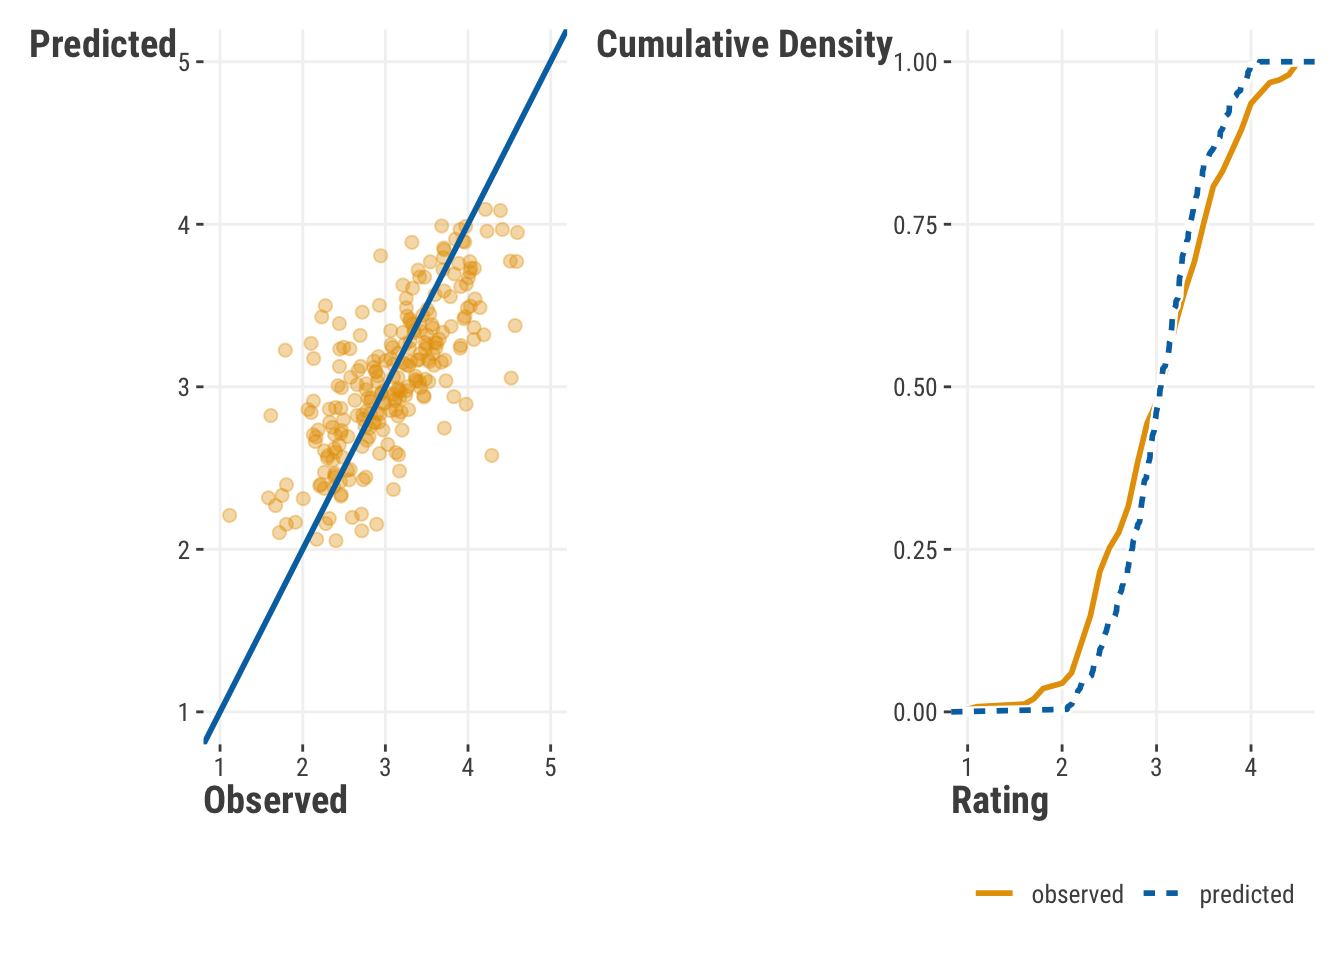 Predicted
5
4
3
2
1
1 2 3 4 5
Observed
Cumulative Density
1.00
0.75
0.50
0.25
0.00
1 2 3 4
Rating
observed predicted